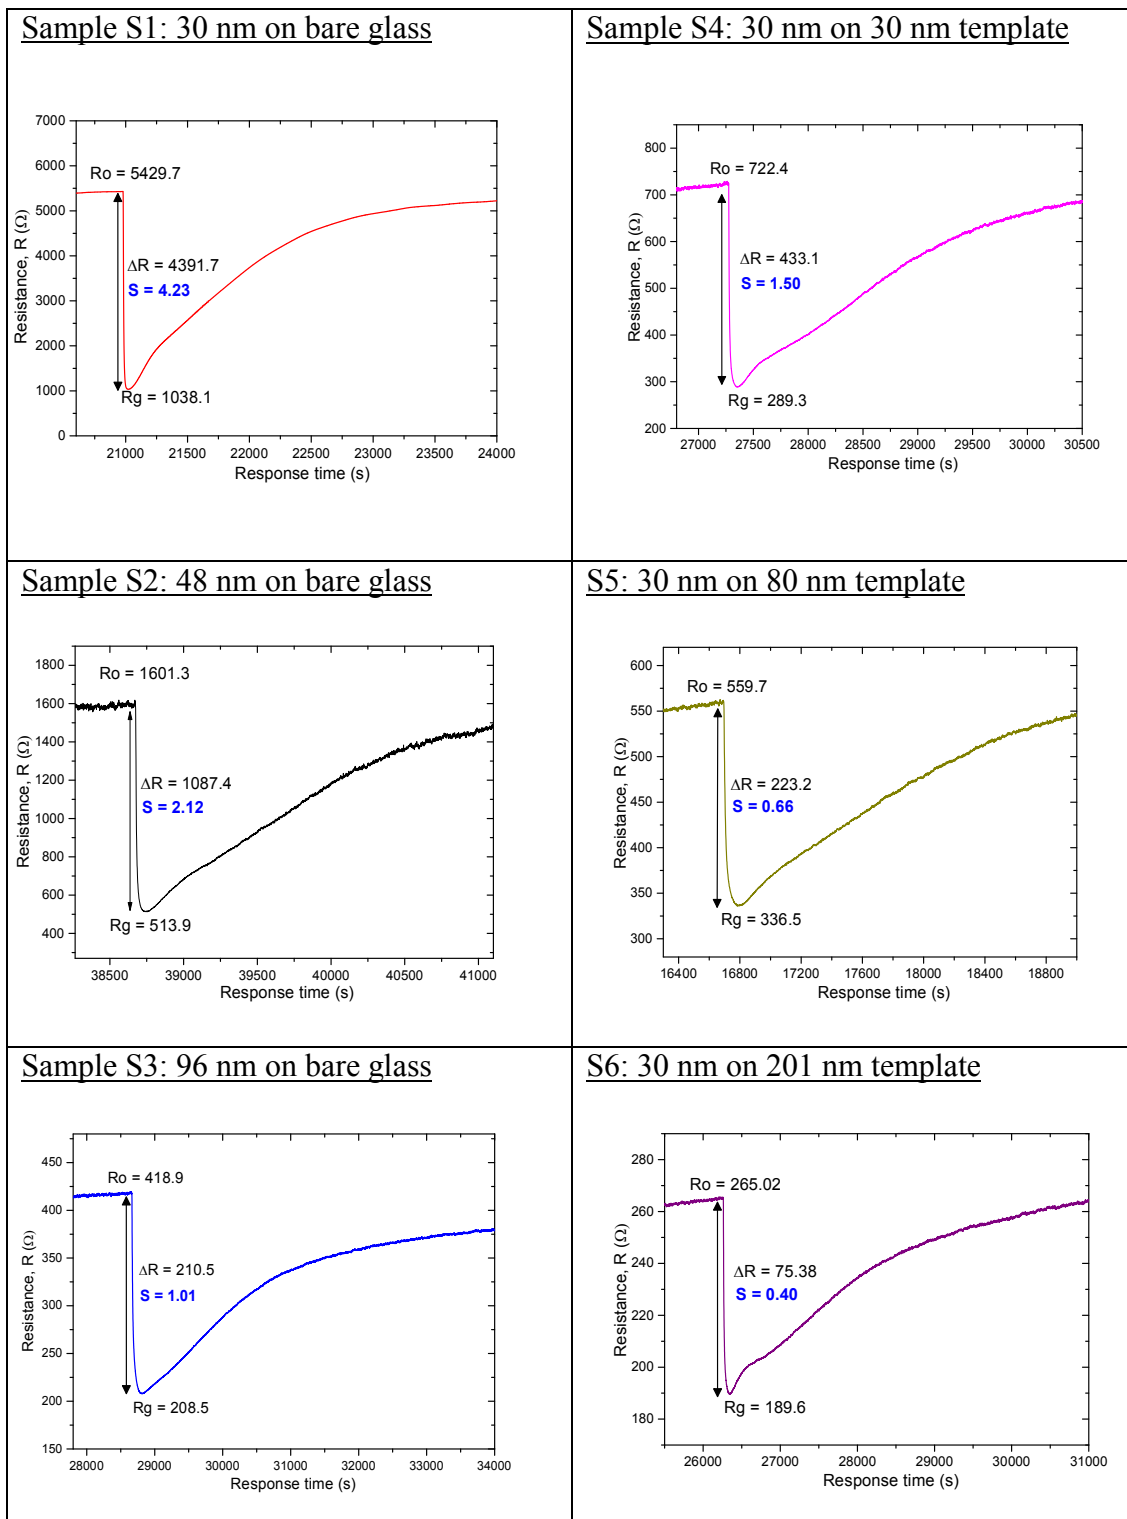 Sample S1: 30 nm on bare glass
7000
6000
5000
4000
3000
2000
1000
0
Resistance, R (Ω)
Ro = 5429.7
ΔR = 4391.7
S = 4.23
Rg = 1038.1
21000 21500 22000 22500 23000 23500 24000
Response time (s)
Sample S4: 30 nm on 30 nm template
800
700
600
500
400
300
200
Resistance, R (Ω)
Ro = 722.4
ΔR = 433.1
S = 1.50
Rg = 289.3
27000 27500 28000 28500 29000 29500 30000 30500
Response time (s)
Sample S2: 48 nm on bare glass
1800
1600
1400
1200
1000
800
600
400
Resistance, R (Ω)
Ro = 1601.3
ΔR = 1087.4
S = 2.12
Rg = 513.9
38500 39000 39500 40000 40500 41000
Response time (s)
S5: 30 nm on 80 nm template
600
550
500
450
400
350
300
Resistance, R (Ω)
Ro = 559.7
ΔR = 223.2
S = 0.66
Rg = 336.5
16400 16800 17200 17600 18000 18400 18800
Response time (s)
Sample S3: 96 nm on bare glass
450
400
350
300
250
200
150
Resistance, R (Ω)
Ro = 418.9
ΔR = 210.5
S = 1.01
Rg = 208.5
28000 29000 30000 31000 32000 33000 34000
Response time (s)
S6: 30 nm on 201 nm template
280
260
240
220
200
180
Resistance, R (Ω)
Ro = 265.02
ΔR = 75.38
S = 0.40
Rg = 189.6
26000 27000 28000 29000 30000 31000
Response time (s)